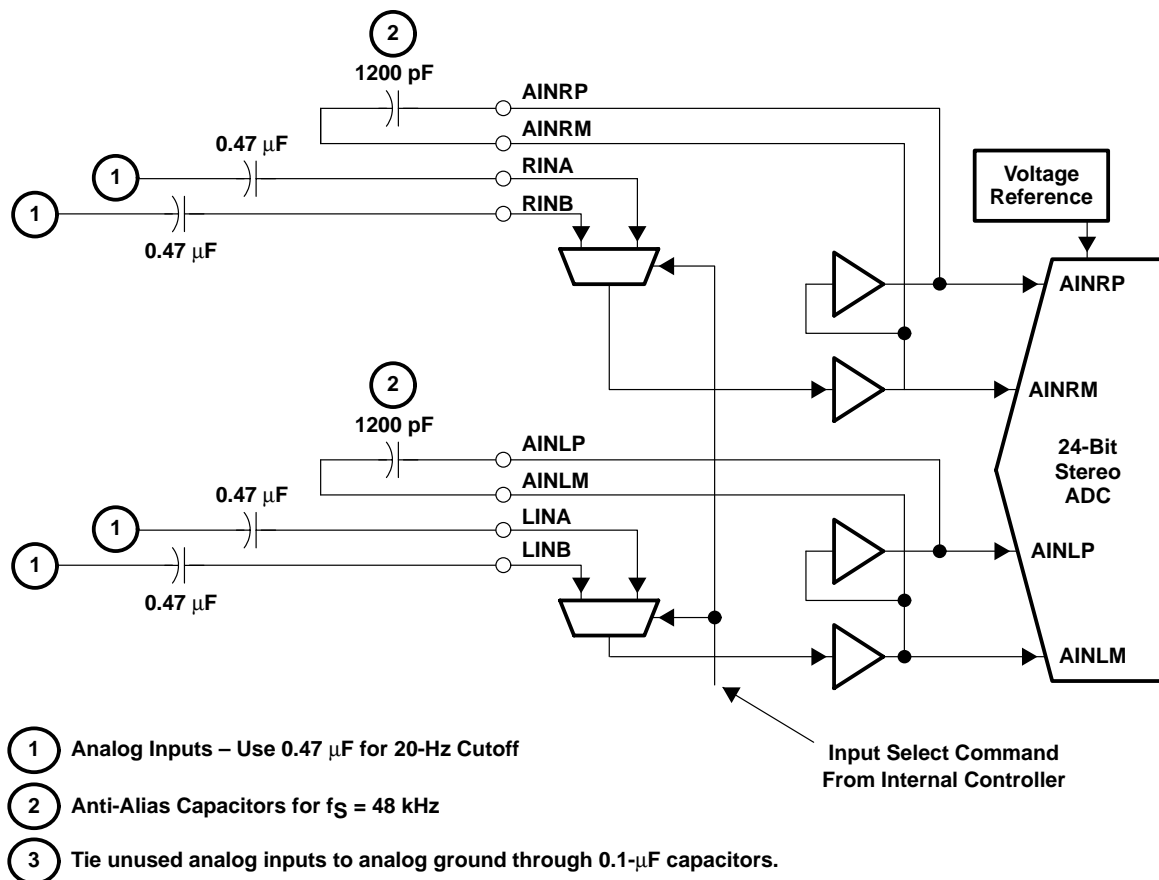 2
1200 pF
AINRP
AINRM
0.47 μF
RINA
1
RINB
1
0.47 μF
Voltage
Reference
AINRP
2
1200 pF
AINRM
AINLP
24-Bit
Stereo
ADC
AINLM
0.47 μF
LINA
1
LINB
1
0.47 μF
AINLP
AINLM
Input Select Command
From Internal Controller
1 Analog Inputs – Use 0.47 μF for 20-Hz Cutoff
2 Anti-Alias Capacitors for fS = 48 kHz
3 Tie unused analog inputs to analog ground through 0.1-μF capacitors.